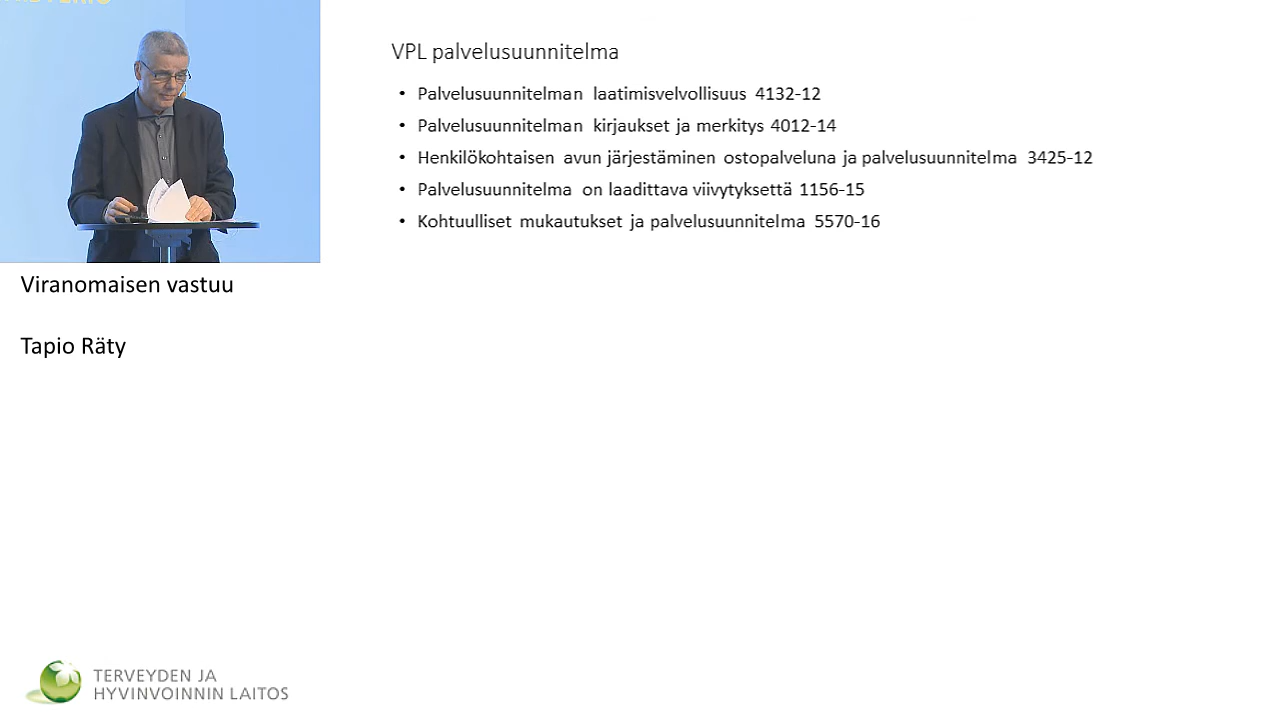 VPL palvelusuunnitelma
• Palvelusuunnitelman laatimisvelvollisuus 4132-12
• Palvelusuunnitelman kirjaukset ja merkitys 4012-14
• Henkilökohtaisen avun järjestäminen ostopalveluna ja palvelusuunnitelma 3425-12
• Palvelusuunnitelma on laadittava viivytyksettä 1156-15
• Kohtuulliset mukautukset ja palvelusuunnitelma 5570-16
Viranomaisen vastuu
Tapio Räty
TERVEYDEN JA
HYVINVOINNIN LAITOS